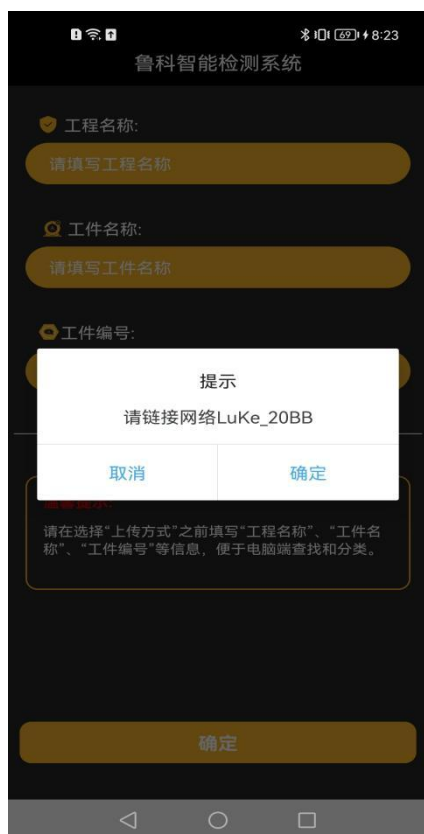 69 8:23
鲁科智能检测系统
工程名称:
请填写工程名称
工件名称:
请填写工件名称
工件编号:
提示
请链接网络LuKe_20BB
取消 确定
温馨提示:
请在选择“上传方式”之前填写“工程名称”、“工件名
称”、“工件编号”等信息，便于电脑端查找和分类。
确定